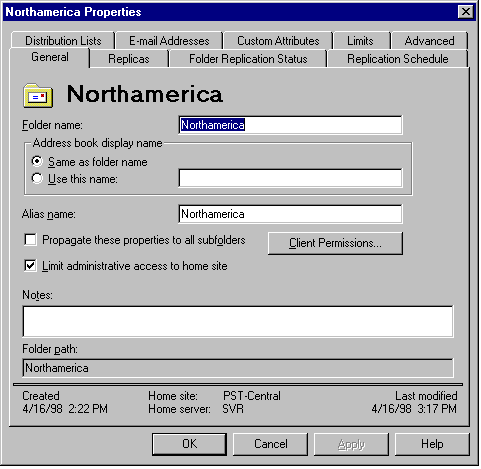 Northamerica Properties
Distribution Lists E-mail Addresses Custom Attributes Limits Advanced
General Replicas Folder Replication Status Replication Schedule
Northamerica
Folder name: Northamerica
Address book display name
Same as folder name
Use this name:
Alias name: Northamerica
Propagate these properties to all subfolders
Client Permissions...
Limit administrative access to home site
Notes:
Folder path:
Northamerica
Created Home site: PST-Central Last modified
4/16/98 2:22 PM Home server: SVR 4/16/98 3:17 PM
OK Cancel Apply Help